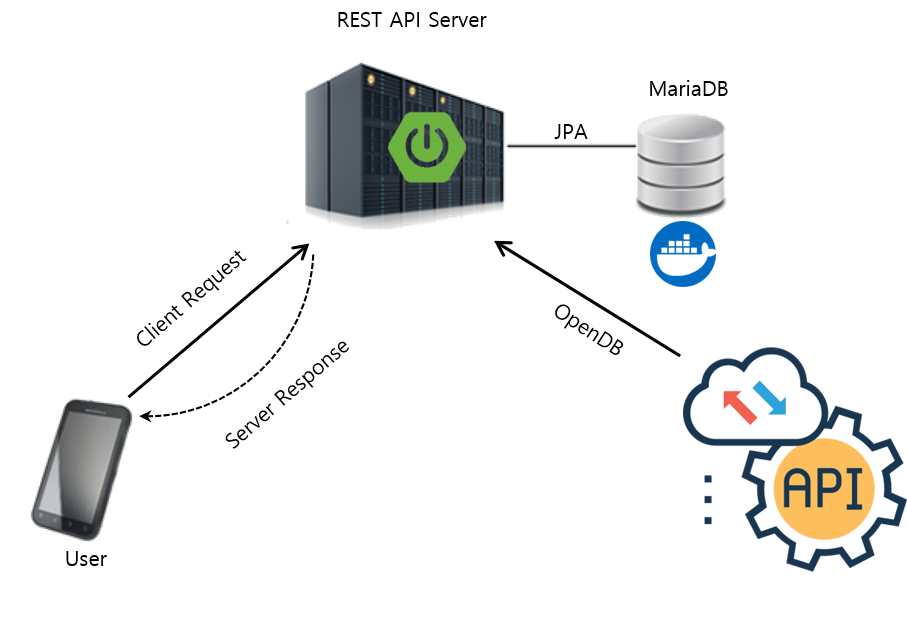 REST API Server
MariaDB
JPA
Client Request
Server Response
OpenDB
API
User